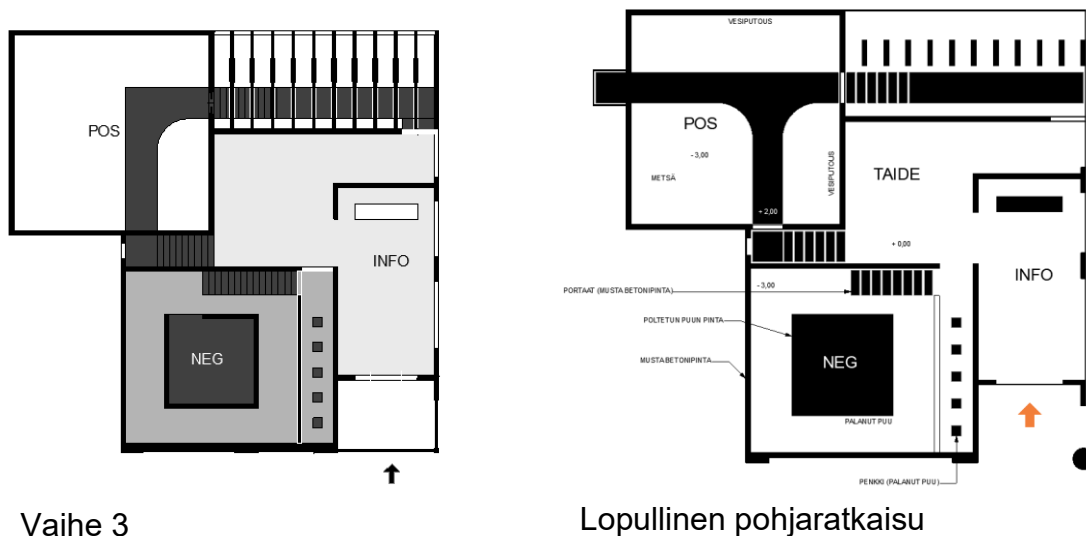 POS
INFO
NEG
Vaihe 3
VESIPUTOUS
POS
- 3,00
METSÄ
VESIPUTOUS
TAIDE
+ 2,00
+ 0,00
INFO
- 3,00
PORTAAT (MUSTA BETONIPINTA)
POLTETUN PUUN PINTA
MUSTA BETONIPINTA
NEG
PALANUT PUU
PENKKI (PALANUT PUU)
Lopullinen pohjaratkaisu